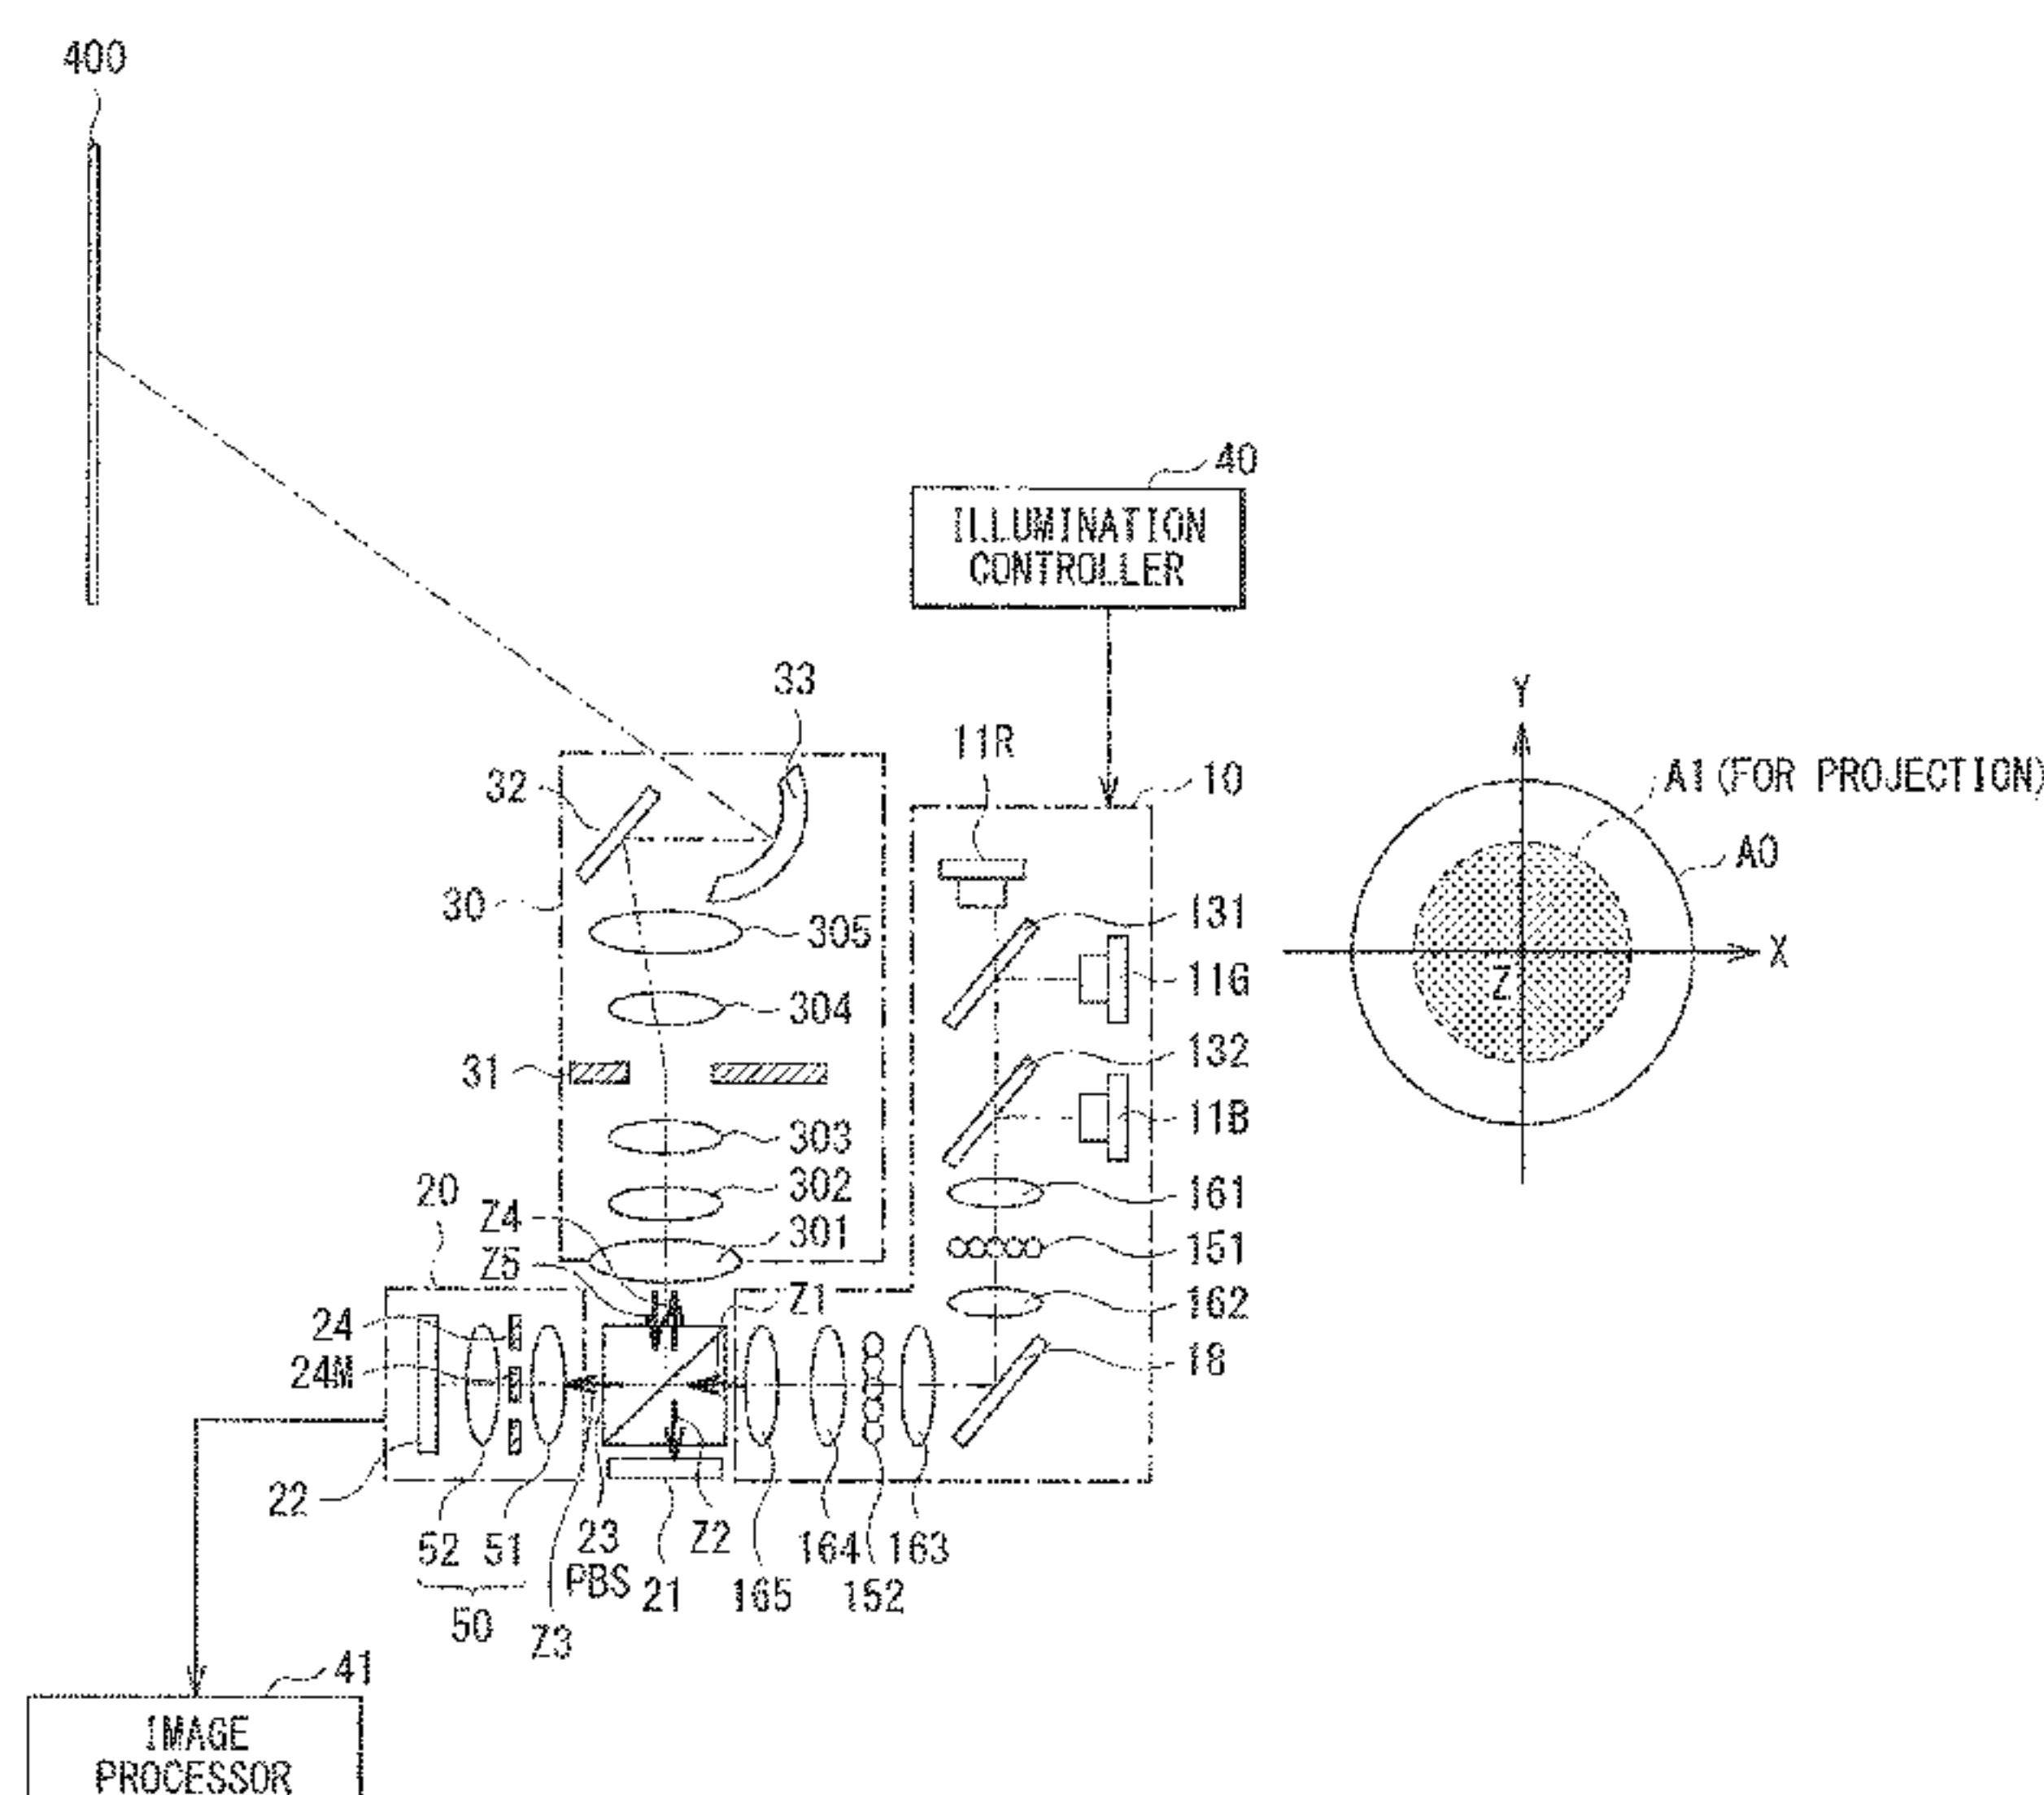 400
40
ILLUMINATION
CONTROLLER
33
11R
10
Y
A1 (FOR PROJECTION)
A0
X
Z
32
30
305
131
11G
304
31
132
303
11B
302
161
20
Z4
301
Z5
151
Z1
162
24
24M
18
22
52
51
23
PBS
Z2
21
165
164
163
152
50
Z3
41
IMAGE
PROCESSOR